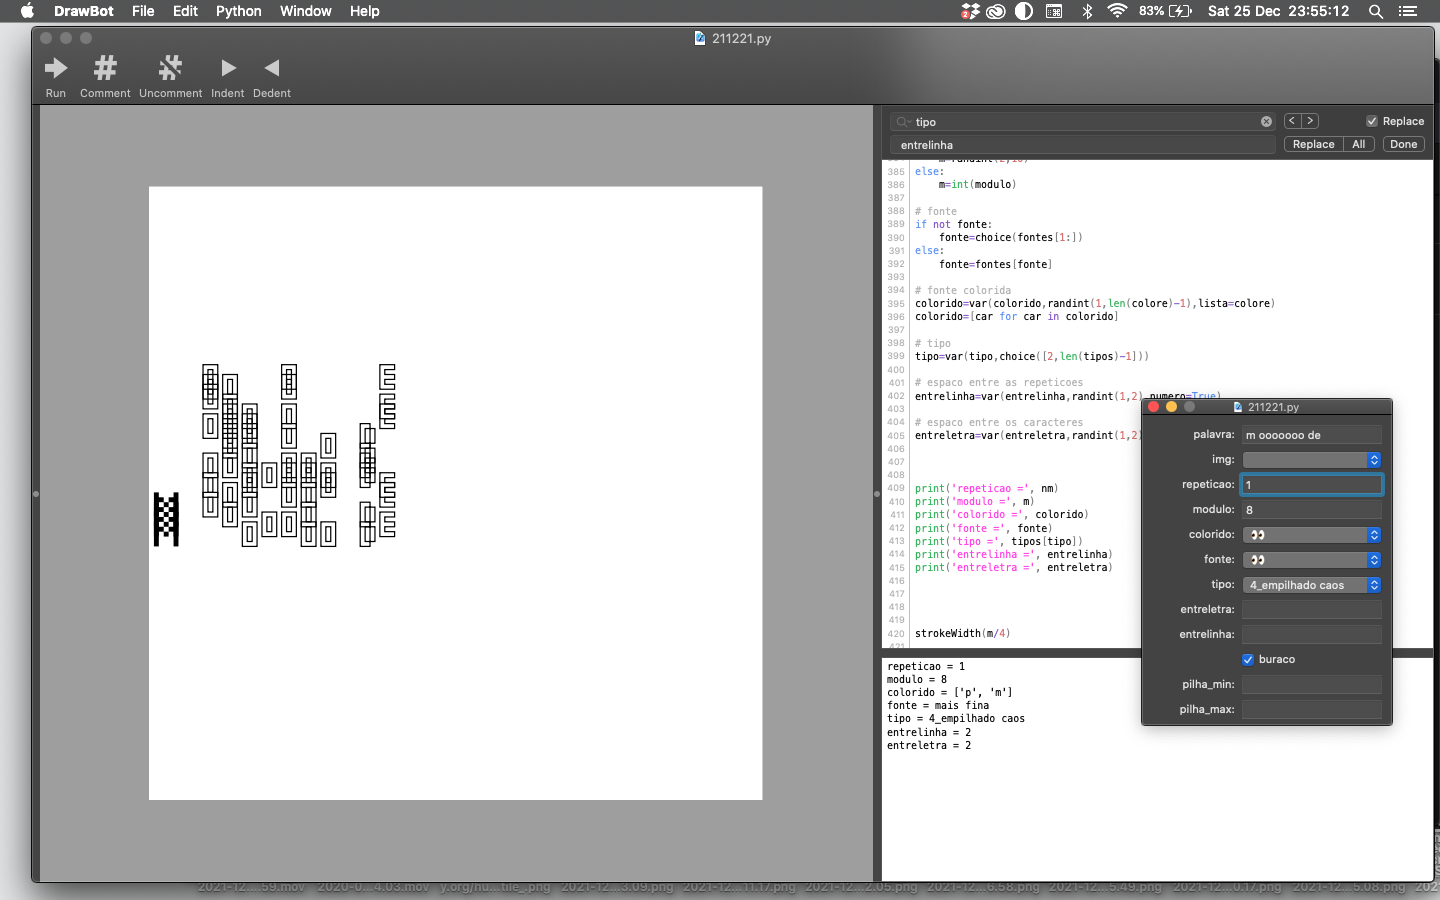 DrawBot File Edit Python Window Help 83% Sat 25 Dec 23:55:12
211221.py
Run Comment Uncomment Indent Dedent
tipo
Replace
entrelinha
Replace All Done
385 else:
386 m=int(modulo)
387
388 # fonte
389 if not fonte:
390 fonte=choice(fontes[1:])
391 else:
392 fonte=fontes[fonte]
393
394 # fonte colorida
395 colorido=var(colorido,randint(1,len(colore)-1),lista=colore)
396 colorido=[car for car in colorido]
397
398 # tipo
399 tipo=var(tipo,choice([2,len(tipos)-1]))
400
401 # espaco entre as repeticoes
402 entrelinha=var(entrelinha,randint(1,2),numero=True)
403
404 # espaco entre os caracteres
405 entreletra=var(entreletra,randint(1,2)
406
407
408
409 print('repeticao =', nm)
410 print('modulo =', m)
411 print('colorido =', colorido)
412 print('fonte =', fonte)
413 print('tipo =', tipos[tipo])
414 print('entrelinha =', entrelinha)
415 print('entreletra =', entreletra)
416
417
418
419
420 strokeWidth(m/4)
421
repeticao = 1
modulo = 8
colorido = ['p', 'm']
fonte = mais fina
tipo = 4_empilhado caos
entrelinha = 2
entreletra = 2
211221.py
palavra: m ooooooo de
img:
repeticao: 1
modulo: 8
colorido: 👀
fonte: 👀
tipo: 4_empilhado caos
entreletra:
entrelinha:
buraco
pilha_min:
pilha_max:
2021-12....59.mov 2020-0...4.03.mov y.org/nu...tile_.png 2021-12...3.09.png 2021-12...11.17.png 2021-12...2.05.png 2021-12...6.58.png 2021-12...5.49.png 2021-12...0.17.png 2021-12...5.08.png